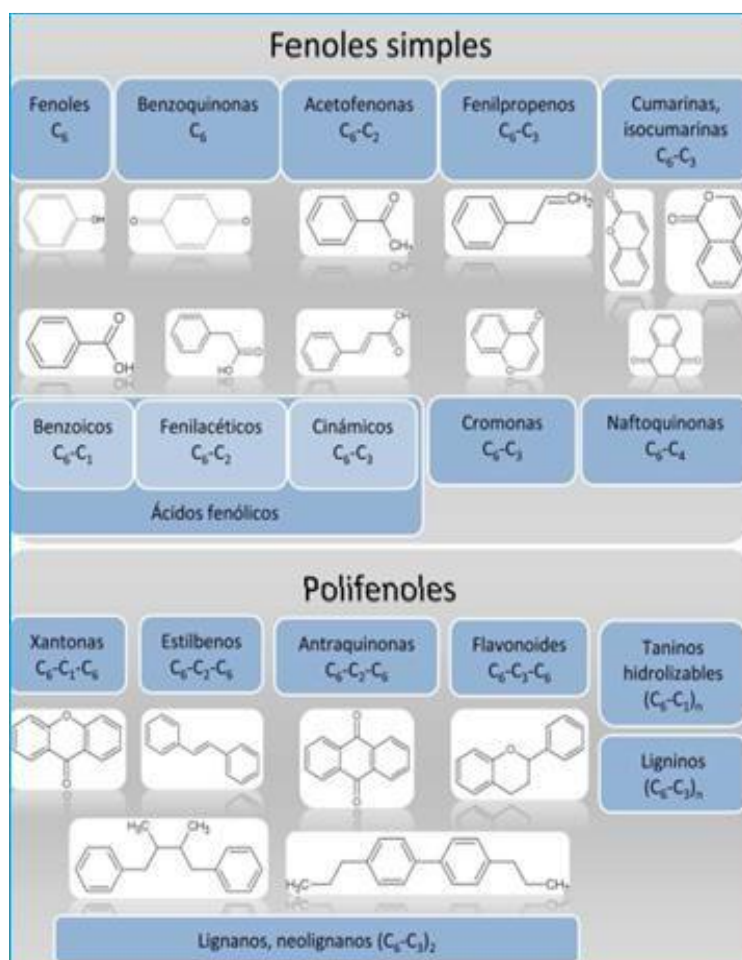 Fenoles simples
Fenoles
C₆
Benzoquinonas
C₆
Acetofenonas
C₆-C₂
Fenilpropenos
C₆-C₃
Cumarinas,
isocumarinas
C₆-C₃
OH
O
O
O
CH₃
CH₂
O
O
O
O
O
OH
O
HO
OH
O
O
O
O
O
Benzoicos
C₆-C₁
Fenilacéticos
C₆-C₂
Cinámicos
C₆-C₃
Cromonas
C₆-C₃
Naftoquinonas
C₆-C₄
Ácidos fenólicos
Polifenoles
Xantonas
C₆-C₁-C₆
Estilbenos
C₆-C₂-C₆
Antraquinonas
C₆-C₂-C₆
Flavonoides
C₆-C₃-C₆
Taninos
hidrolizables
(C₆-C₁)ₙ
O
O
O
O
O
Ligninos
(C₆-C₃)ₙ
H₃C
CH₃
H₃C
Lignanos, neolignanos (C₆-C₃)₂